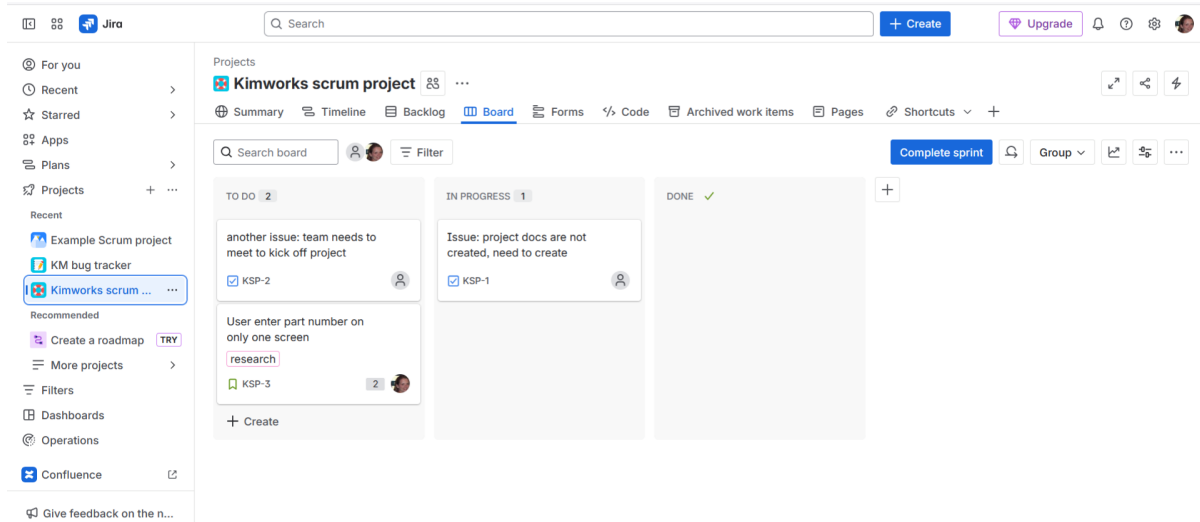 Jira
Search
+ Create
Upgrade
For you
Recent
Starred
Apps
Plans
Projects
Recent
Example Scrum project
KM bug tracker
Kimworks scrum ...
Recommended
Create a roadmap TRY
More projects
Filters
Dashboards
Operations
Confluence
Give feedback on the n...
Projects
Kimworks scrum project
Summary Timeline Backlog Board Forms Code Archived work items Pages Shortcuts
Search board
Filter
Complete sprint
Group
TO DO 2
another issue: team needs to
meet to kick off project
KSP-2
User enter part number on
only one screen
research
KSP-3 2
+ Create
IN PROGRESS 1
Issue: project docs are not
created, need to create
KSP-1
DONE